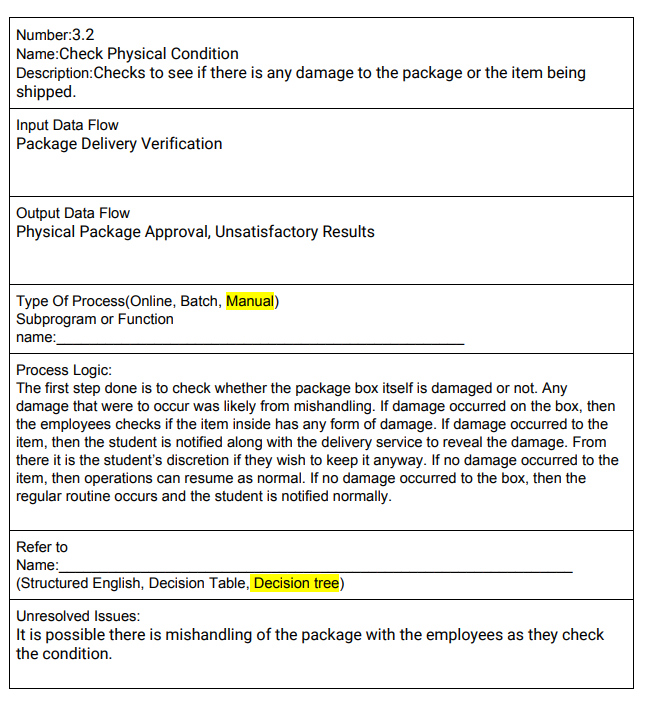 Number:3.2
Name:Check Physical Condition
Description:Checks to see if there is any damage to the package or the item being
shipped.
Input Data Flow
Package Delivery Verification
Output Data Flow
Physical Package Approval, Unsatisfactory Results
Type Of Process(Online, Batch, Manual)
Subprogram or Function
name:
Process Logic:
The first step done is to check whether the package box itself is damaged or not. Any
damage that were to occur was likely from mishandling. If damage occurred on the box, then
the employees checks if the item inside has any form of damage. If damage occurred to the
item, then the student is notified along with the delivery service to reveal the damage. From
there it is the student’s discretion if they wish to keep it anyway. If no damage occurred to the
item, then operations can resume as normal. If no damage occurred to the box, then the
regular routine occurs and the student is notified normally.
Refer to
Name:
(Structured English, Decision Table, Decision tree)
Unresolved Issues:
It is possible there is mishandling of the package with the employees as they check
the condition.